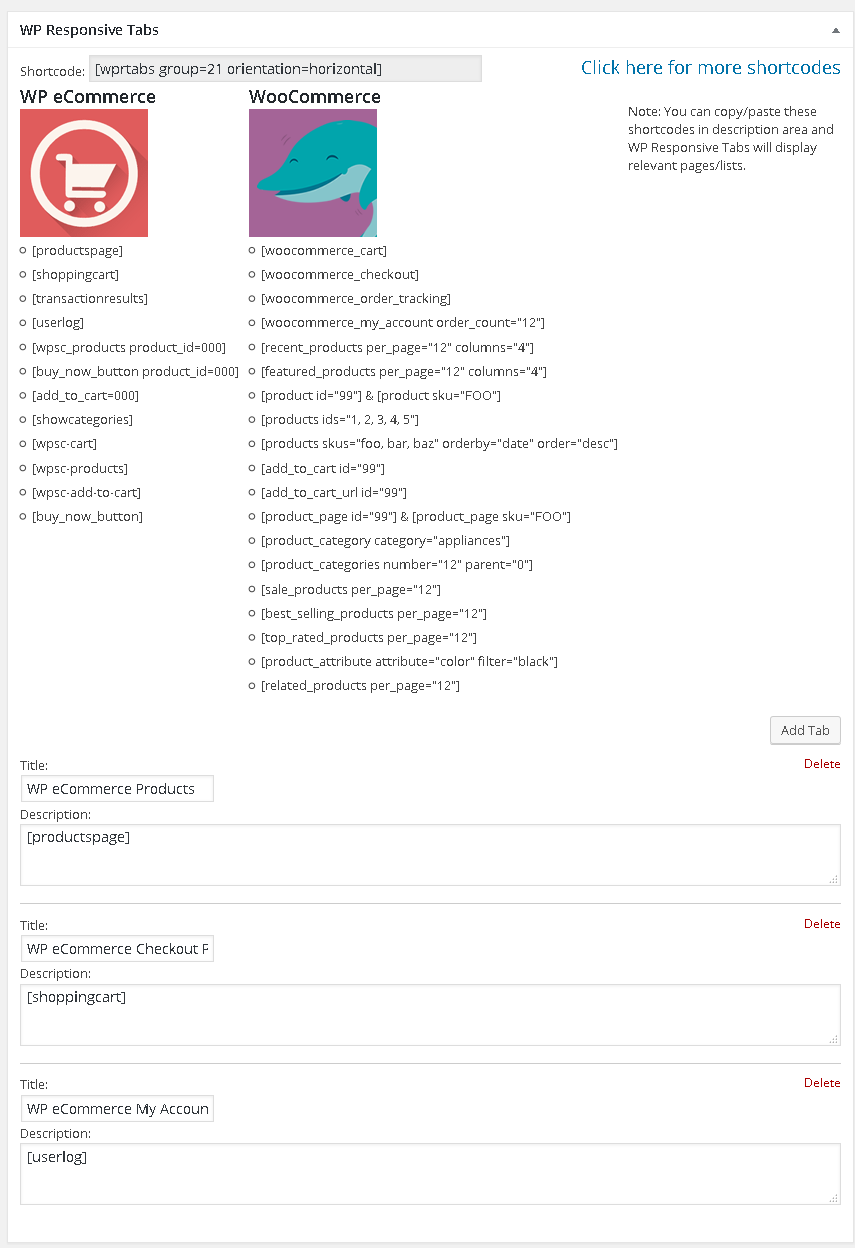 WP Responsive Tabs
Shortcode: [wprtabs group=21 orientation=horizontal]
Click here for more shortcodes
WP eCommerce
[productspage]
[shoppingcart]
[transactionresults]
[userlog]
[wpsc_products product_id=000]
[buy_now_button product_id=000]
[add_to_cart=000]
[showcategories]
[wpsc-cart]
[wpsc-products]
[wpsc-add-to-cart]
[buy_now_button]
WooCommerce
[woocommerce_cart]
[woocommerce_checkout]
[woocommerce_order_tracking]
[woocommerce_my_account order_count="12"]
[recent_products per_page="12" columns="4"]
[featured_products per_page="12" columns="4"]
[product id="99"] & [product sku="FOO"]
[products ids="1, 2, 3, 4, 5"]
[products skus="foo, bar, baz" orderby="date" order="desc"]
[add_to_cart id="99"]
[add_to_cart_url id="99"]
[product_page id="99"] & [product_page sku="FOO"]
[product_category category="appliances"]
[product_categories number="12" parent="0"]
[sale_products per_page="12"]
[best_selling_products per_page="12"]
[top_rated_products per_page="12"]
[product_attribute attribute="color" filter="black"]
[related_products per_page="12"]
Note: You can copy/paste these
shortcodes in description area and
WP Responsive Tabs will display
relevant pages/lists.
Add Tab
Title:
Delete
WP eCommerce Products
Description:
[productspage]
Title:
Delete
WP eCommerce Checkout P
Description:
[shoppingcart]
Title:
Delete
WP eCommerce My Accoun
Description:
[userlog]